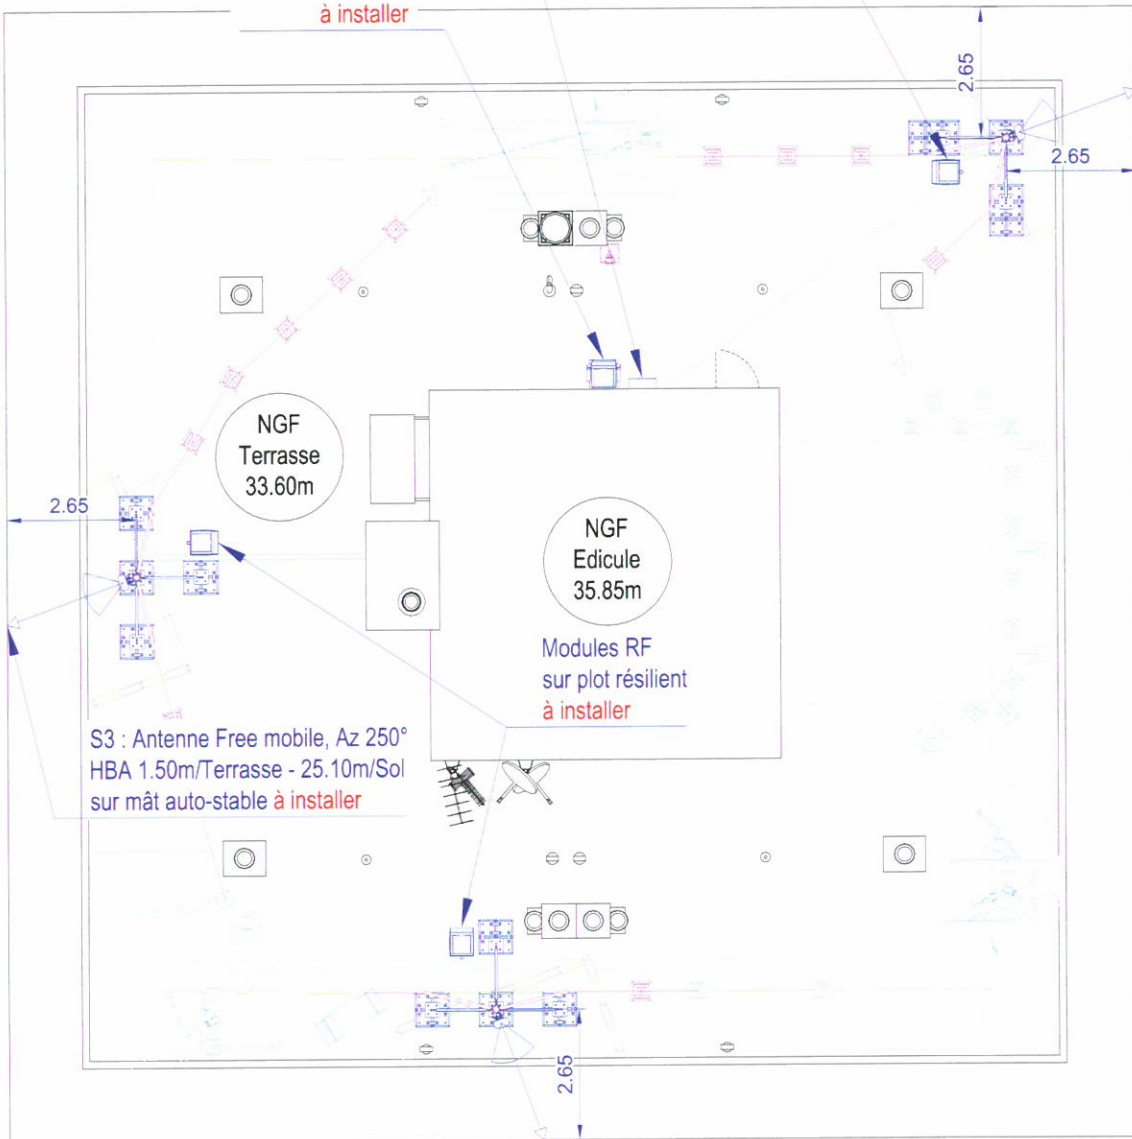 à installer
2.65
2.65
NGF
Terrasse
33.60m
2.65
NGF
Edicule
35.85m
Modules RF
sur plot résilient
à installer
S3 : Antenne Free mobile, Az 250°
HBA 1.50m/Terrasse - 25.10m/Sol
sur mât auto-stable à installer
2.65